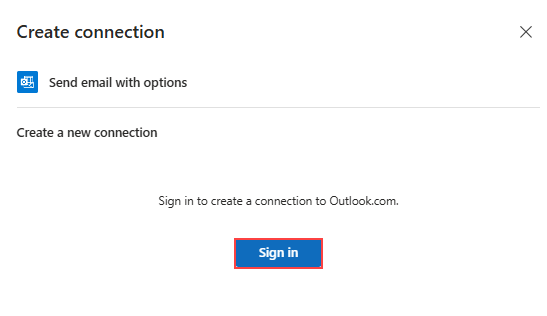 Create connection
Send email with options
Create a new connection
Sign in to create a connection to Outlook.com.
Sign in